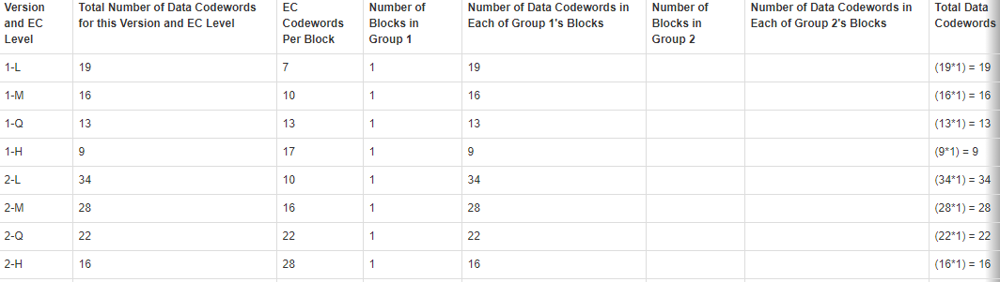 Version and EC Level	Total Number of Data Codewords for this Version and EC Level	EC Codewords Per Block	Number of Blocks in Group 1	Number of Data Codewords in Each of Group 1's Blocks	Number of Blocks in Group 2	Number of Data Codewords in Each of Group 2's Blocks	Total Data Codewords
1-L	19	7	1	19			(19*1) = 19
1-M	16	10	1	16			(16*1) = 16
1-Q	13	13	1	13			(13*1) = 13
1-H	9	17	1	9			(9*1) = 9
2-L	34	10	1	34			(34*1) = 34
2-M	28	16	1	28			(28*1) = 28
2-Q	22	22	1	22			(22*1) = 22
2-H	16	28	1	16			(16*1) = 16